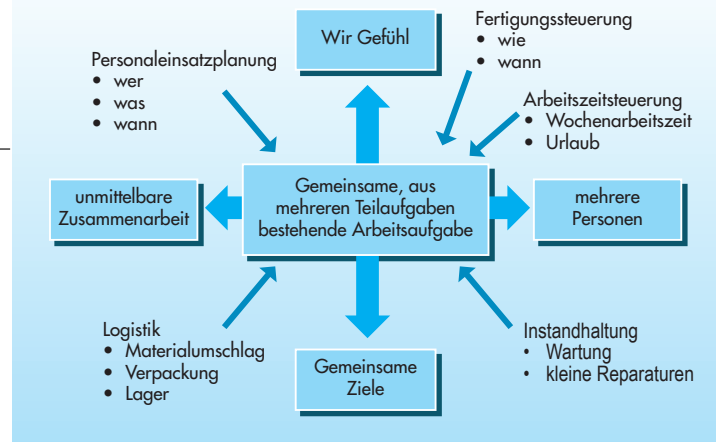 Wir Gefühl
Fertigungssteuerung
• wie
• wann
Personaleinsatzplanung
• wer
• was
• wann
Arbeitszeitsteuerung
• Wochenarbeitszeit
• Urlaub
unmittelbare
Zusammenarbeit
Gemeinsame, aus
mehreren Teilaufgaben
bestehende Arbeitsaufgabe
mehrere
Personen
Logistik
• Materialumschlag
• Verpackung
• Lager
Gemeinsame
Ziele
Instandhaltung
• Wartung
• kleine Reparaturen